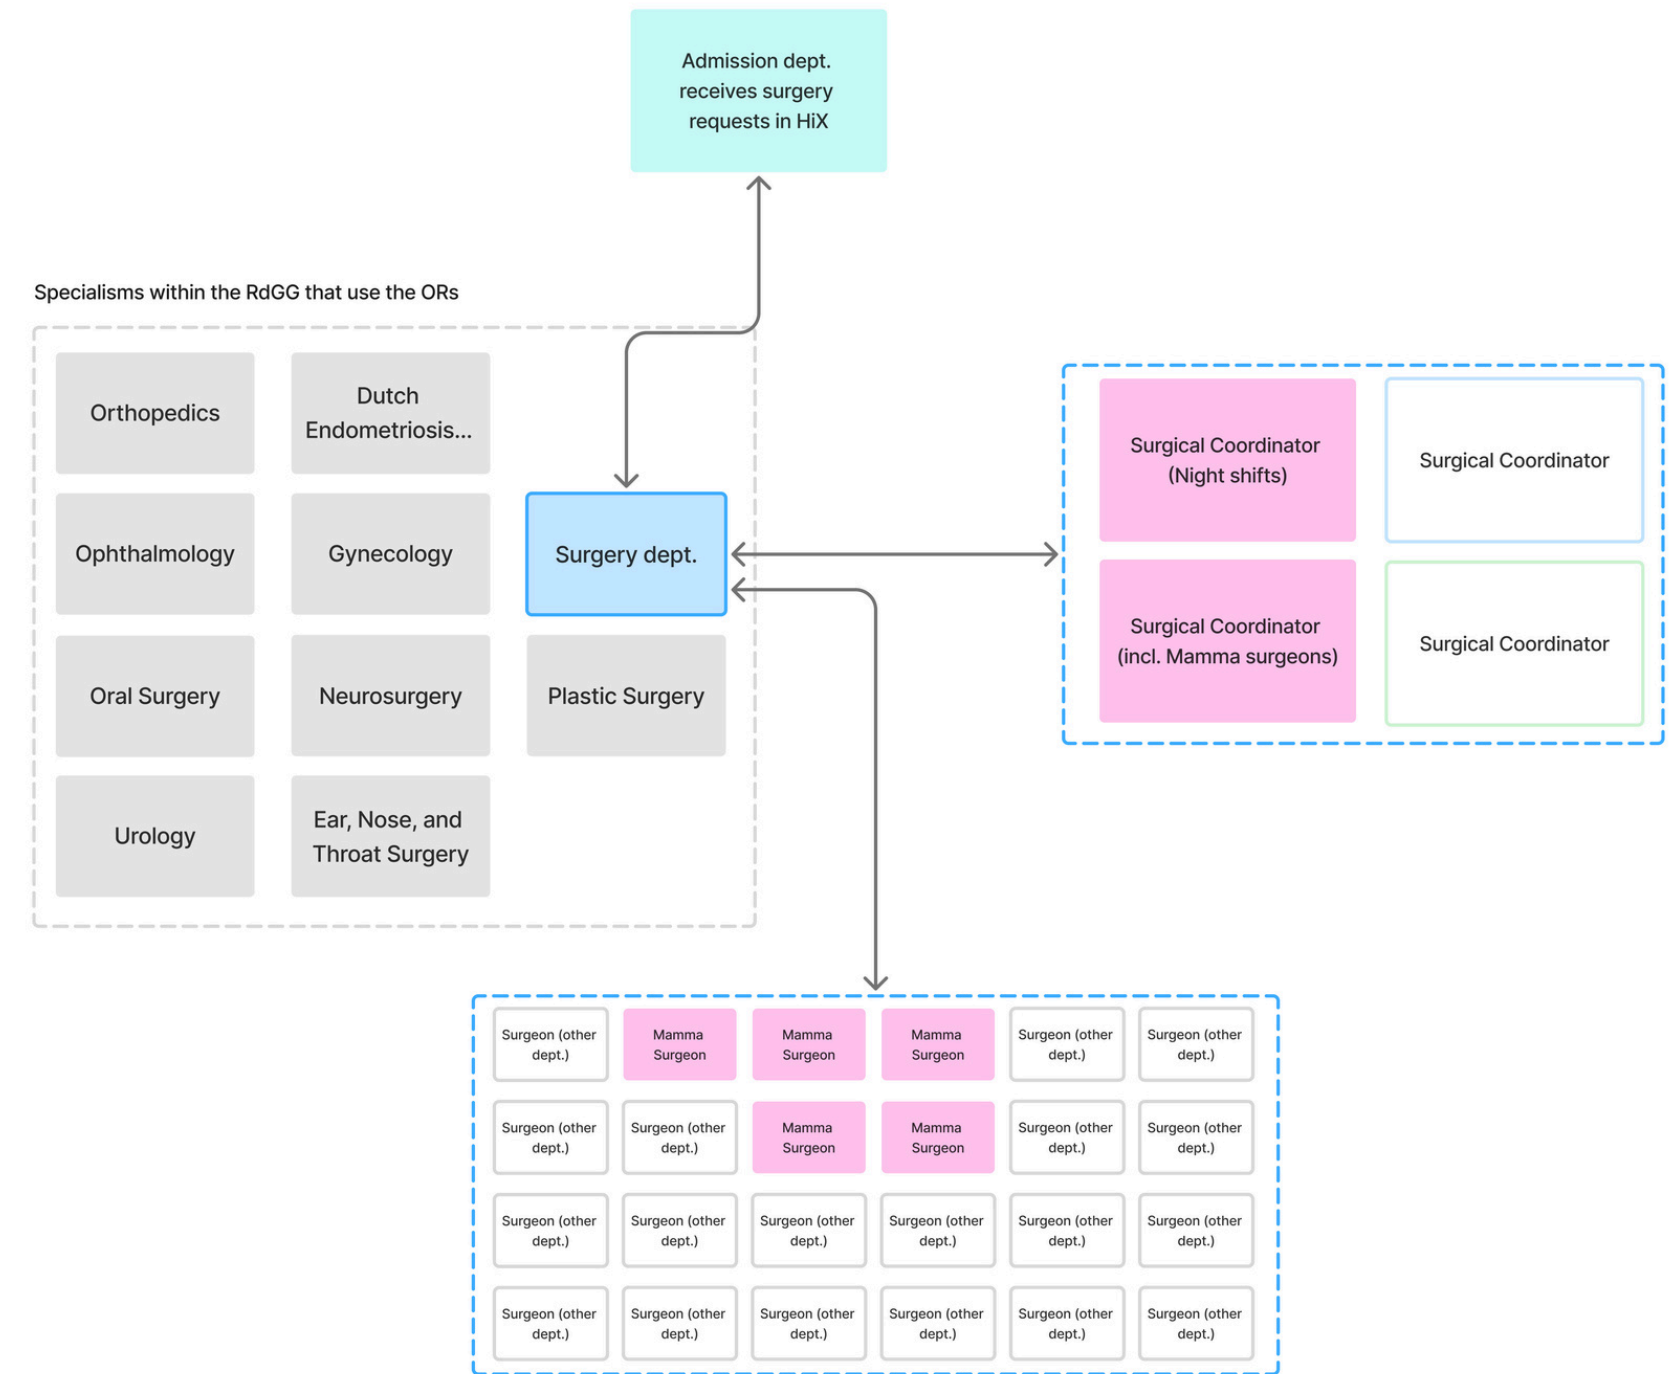 Admission dept.
receives surgery
requests in HiX
Specialisms within the RdGG that use the ORs
Orthopedics
Dutch
Endometriosis...
Ophthalmology
Gynecology
Surgery dept.
Oral Surgery
Neurosurgery
Plastic Surgery
Urology
Ear, Nose, and
Throat Surgery
Surgical Coordinator
(Night shifts)
Surgical Coordinator
Surgical Coordinator
(incl. Mamma surgeons)
Surgical Coordinator
Surgeon (other
dept.)
Mamma
Surgeon
Mamma
Surgeon
Mamma
Surgeon
Surgeon (other
dept.)
Surgeon (other
dept.)
Surgeon (other
dept.)
Surgeon (other
dept.)
Mamma
Surgeon
Mamma
Surgeon
Surgeon (other
dept.)
Surgeon (other
dept.)
Surgeon (other
dept.)
Surgeon (other
dept.)
Surgeon (other
dept.)
Surgeon (other
dept.)
Surgeon (other
dept.)
Surgeon (other
dept.)
Surgeon (other
dept.)
Surgeon (other
dept.)
Surgeon (other
dept.)
Surgeon (other
dept.)
Surgeon (other
dept.)
Surgeon (other
dept.)